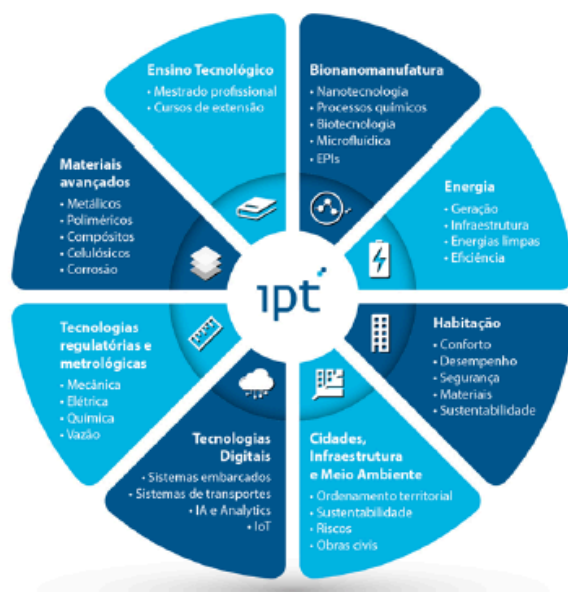 Ensino Tecnológico
• Mestrado profissional
• Cursos de extensão
Bionanomanufatura
• Nanotecnologia
• Processos químicos
• Biotecnologia
• Microfluídica
• EPIs
Energia
• Geração
• Infraestrutura
• Energias limpas
• Eficiência
Habitação
• Conforto
• Desempenho
• Segurança
• Materiais
• Sustentabilidade
Cidades,
Infraestrutura
e Meio Ambiente
• Ordenamento territorial
• Sustentabilidade
• Riscos
• Obras civis
Tecnologias
Digitais
• Sistemas embarcados
• Sistemas de transportes
• IA e Analytics
• IoT
Tecnologias
regulatórias e
metrológicas
• Mecânica
• Elétrica
• Química
• Vazão
Materiais
avançados
• Metálicos
• Poliméricos
• Compósitos
• Celulósicos
• Corrosão
ipt